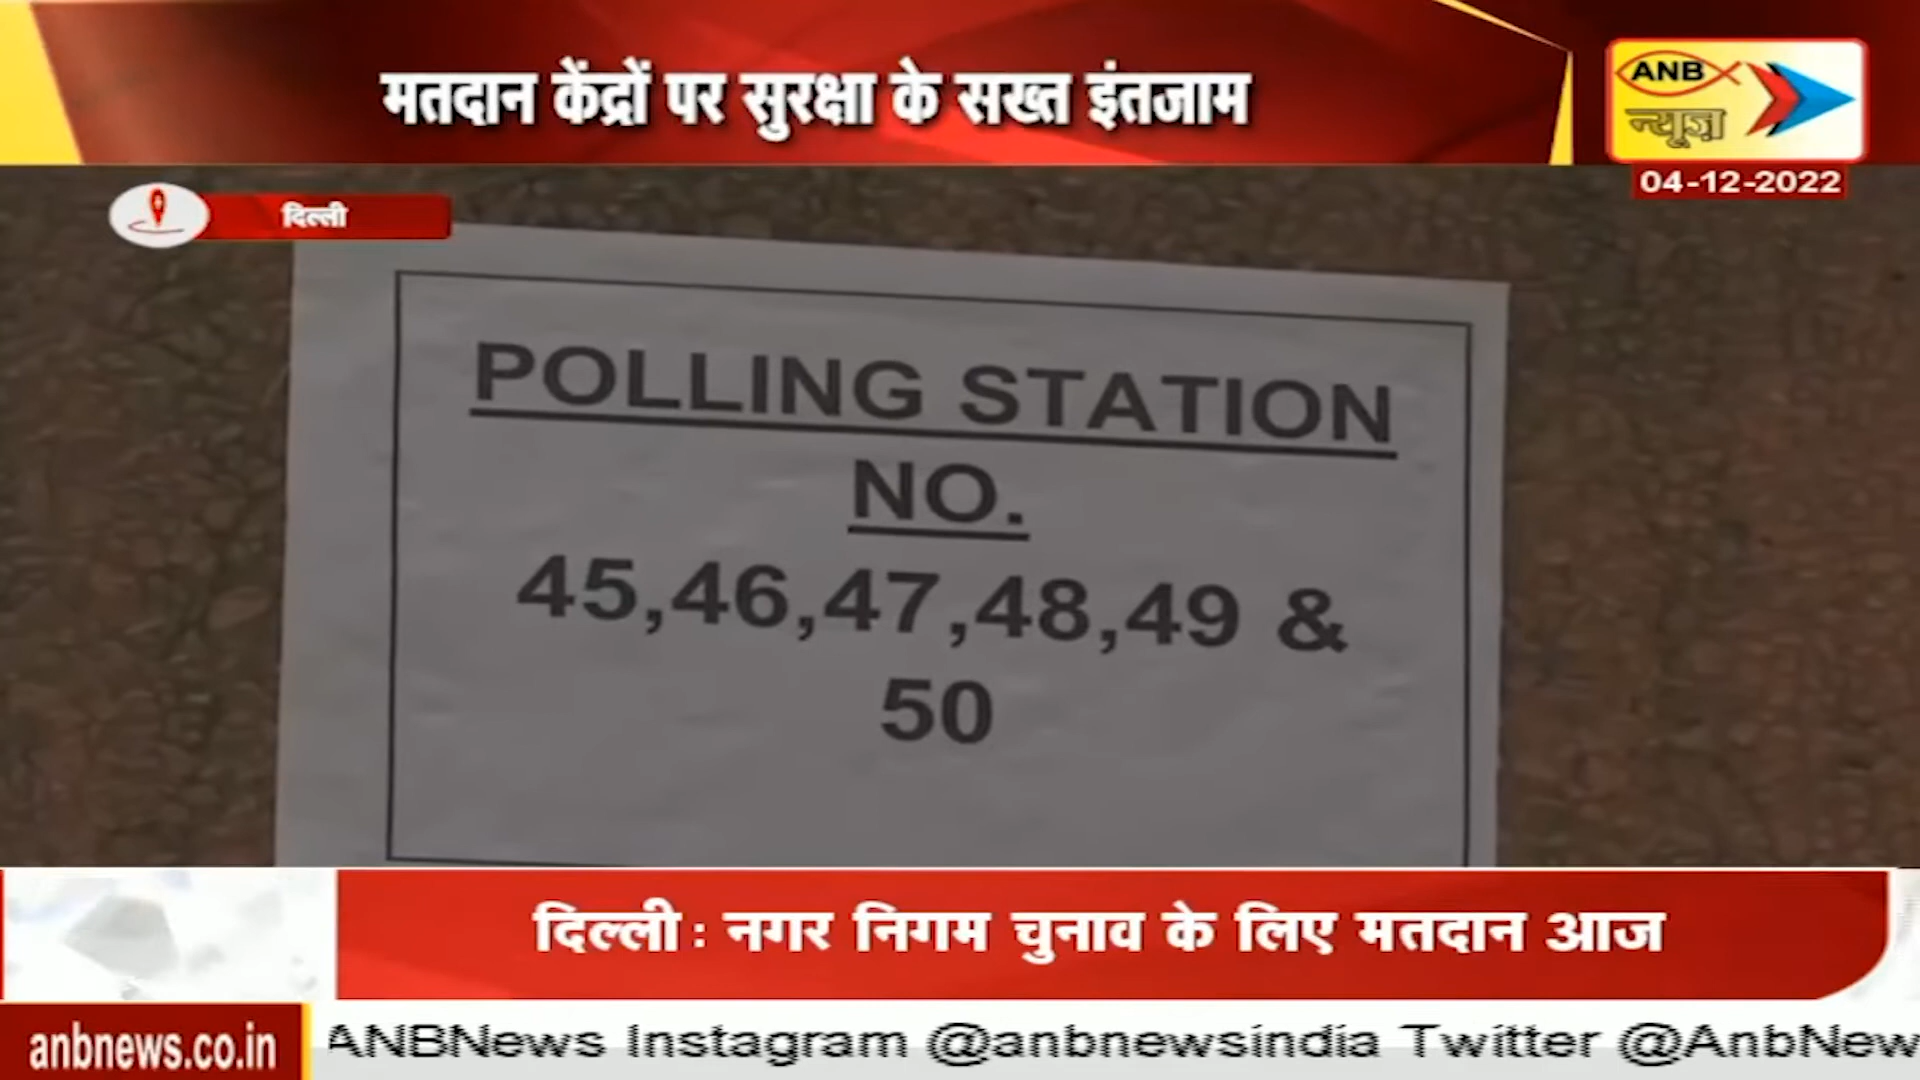 मतदान केंद्रों पर सुरक्षा के सख्त इंतजाम
ANB
न्यूज़
04-12-2022
दिल्ली
POLLING STATION
NO.
45,46,47,48,49 &
50
दिल्ली : नगर निगम चुनाव के लिए मतदान आज
anbnews.co.in
ANBNews Instagram @anbnewsindia Twitter @AnbNew